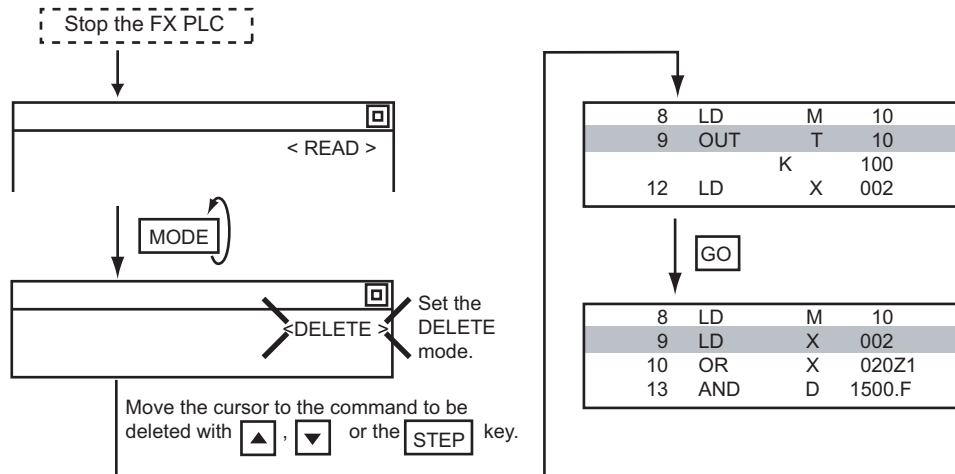 Stop the FX PLC
< READ >
MODE
<DELETE >
Set the
DELETE
mode.
Move the cursor to the command to be
deleted with ▲ , ▼ or the STEP key.
8 LD M 10
9 OUT T 10
K 100
12 LD X 002
GO
8 LD M 10
9 LD X 002
10 OR X 020Z1
13 AND D 1500.F